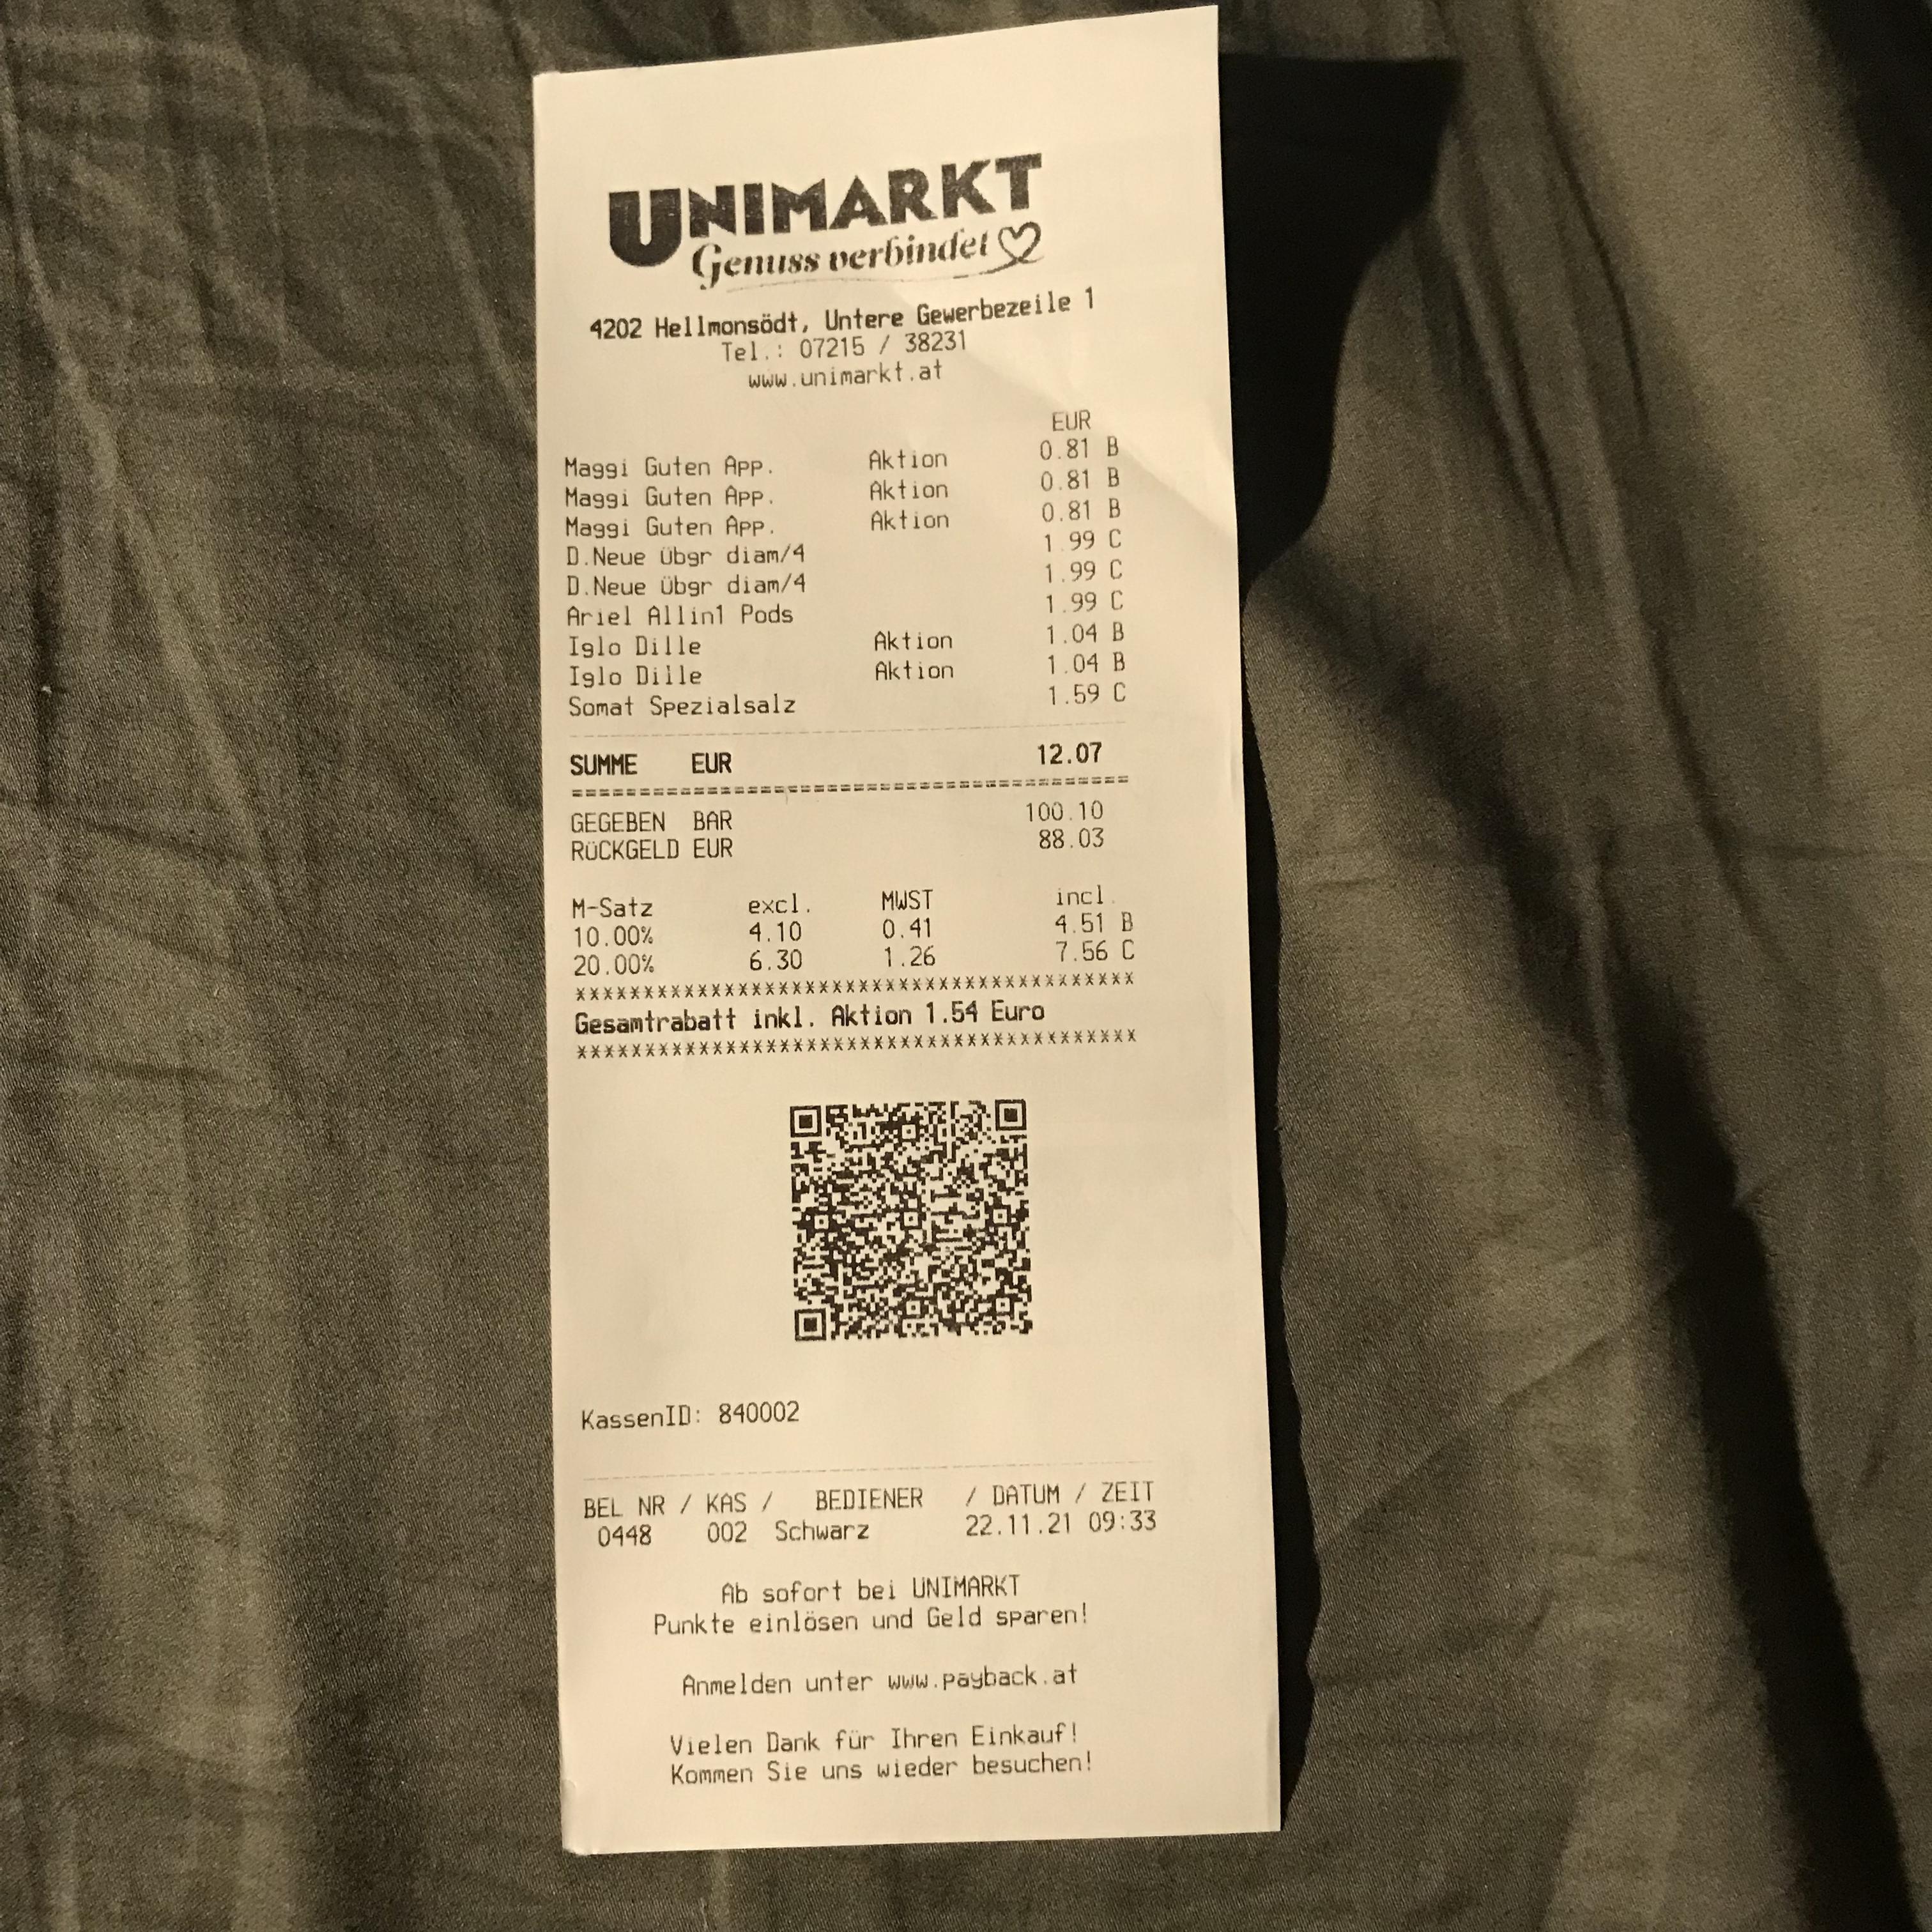 UNIMARKT
Genuss verbindet
4202 Hellmonsödt, Untere Gewerbezeile 1
Tel.: 07215 / 38231
www.unimarkt.at
EUR
Maggi Guten App. Aktion 0.81 B
Maggi Guten App. Aktion 0.81 B
Maggi Guten App. Aktion 0.81 B
D.Neue übgr diam/4 1.99 C
D.Neue übgr diam/4 1.99 C
Ariel Allin1 Pods 1.99 C
Iglo Dille Aktion 1.04 B
Iglo Dille Aktion 1.04 B
Somat Spezialsalz 1.59 C
SUMME EUR 12.07
==========================================
GEGEBEN BAR 100.10
RüCKGELD EUR 88.03
M-Satz excl. MWST incl.
10.00% 4.10 0.41 4.51 B
20.00% 6.30 1.26 7.56 C
******************************************
Gesamtrabatt inkl. Aktion 1.54 Euro
******************************************
KassenID: 840002
BEL NR / KAS / BEDIENER / DATUM / ZEIT
0448 002 Schwarz 22.11.21 09:33
Ab sofort bei UNIMARKT
Punkte einlösen und Geld sparen!
Anmelden unter www.payback.at
Vielen Dank für Ihren Einkauf!
Kommen Sie uns wieder besuchen!